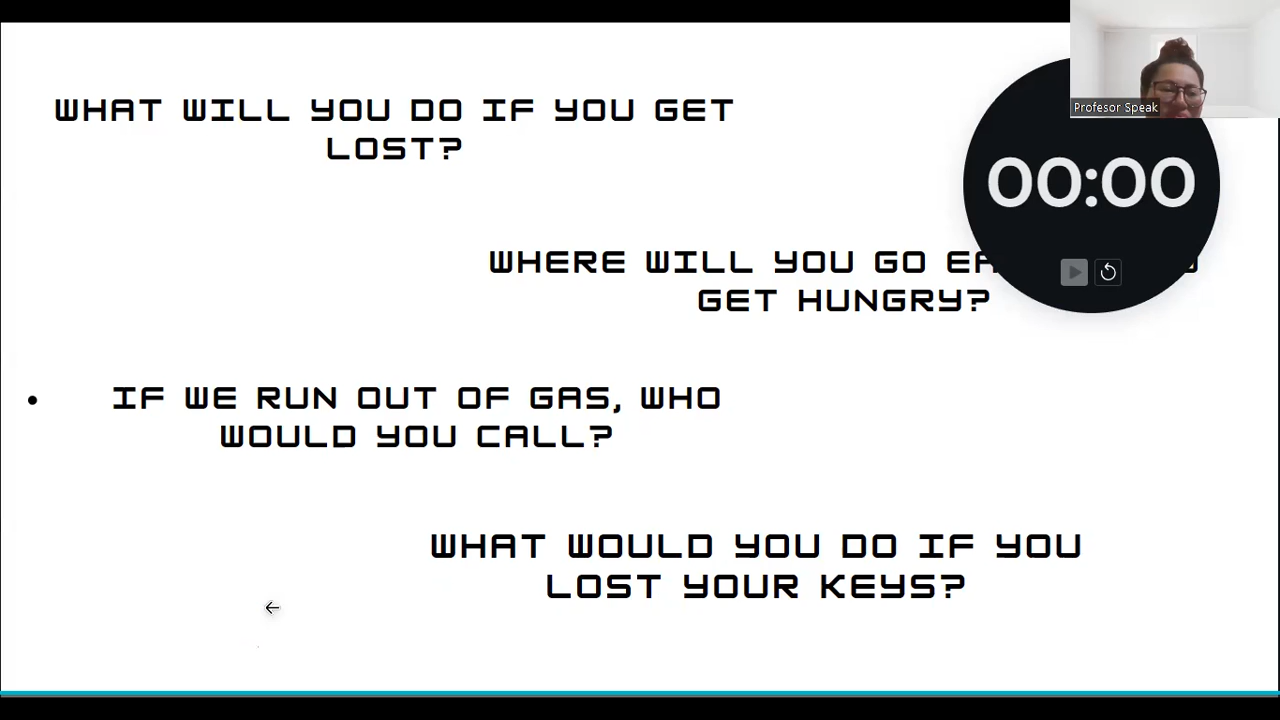 WHAT WILL YOU DO IF YOU GET
LOST?
Profesor Speak
00:00
WHERE WILL YOU GO
GET HUNGRY?
• IF WE RUN OUT OF GAS, WHO
WOULD YOU CALL?
WHAT WOULD YOU DO IF YOU
LOST YOUR KEYS?